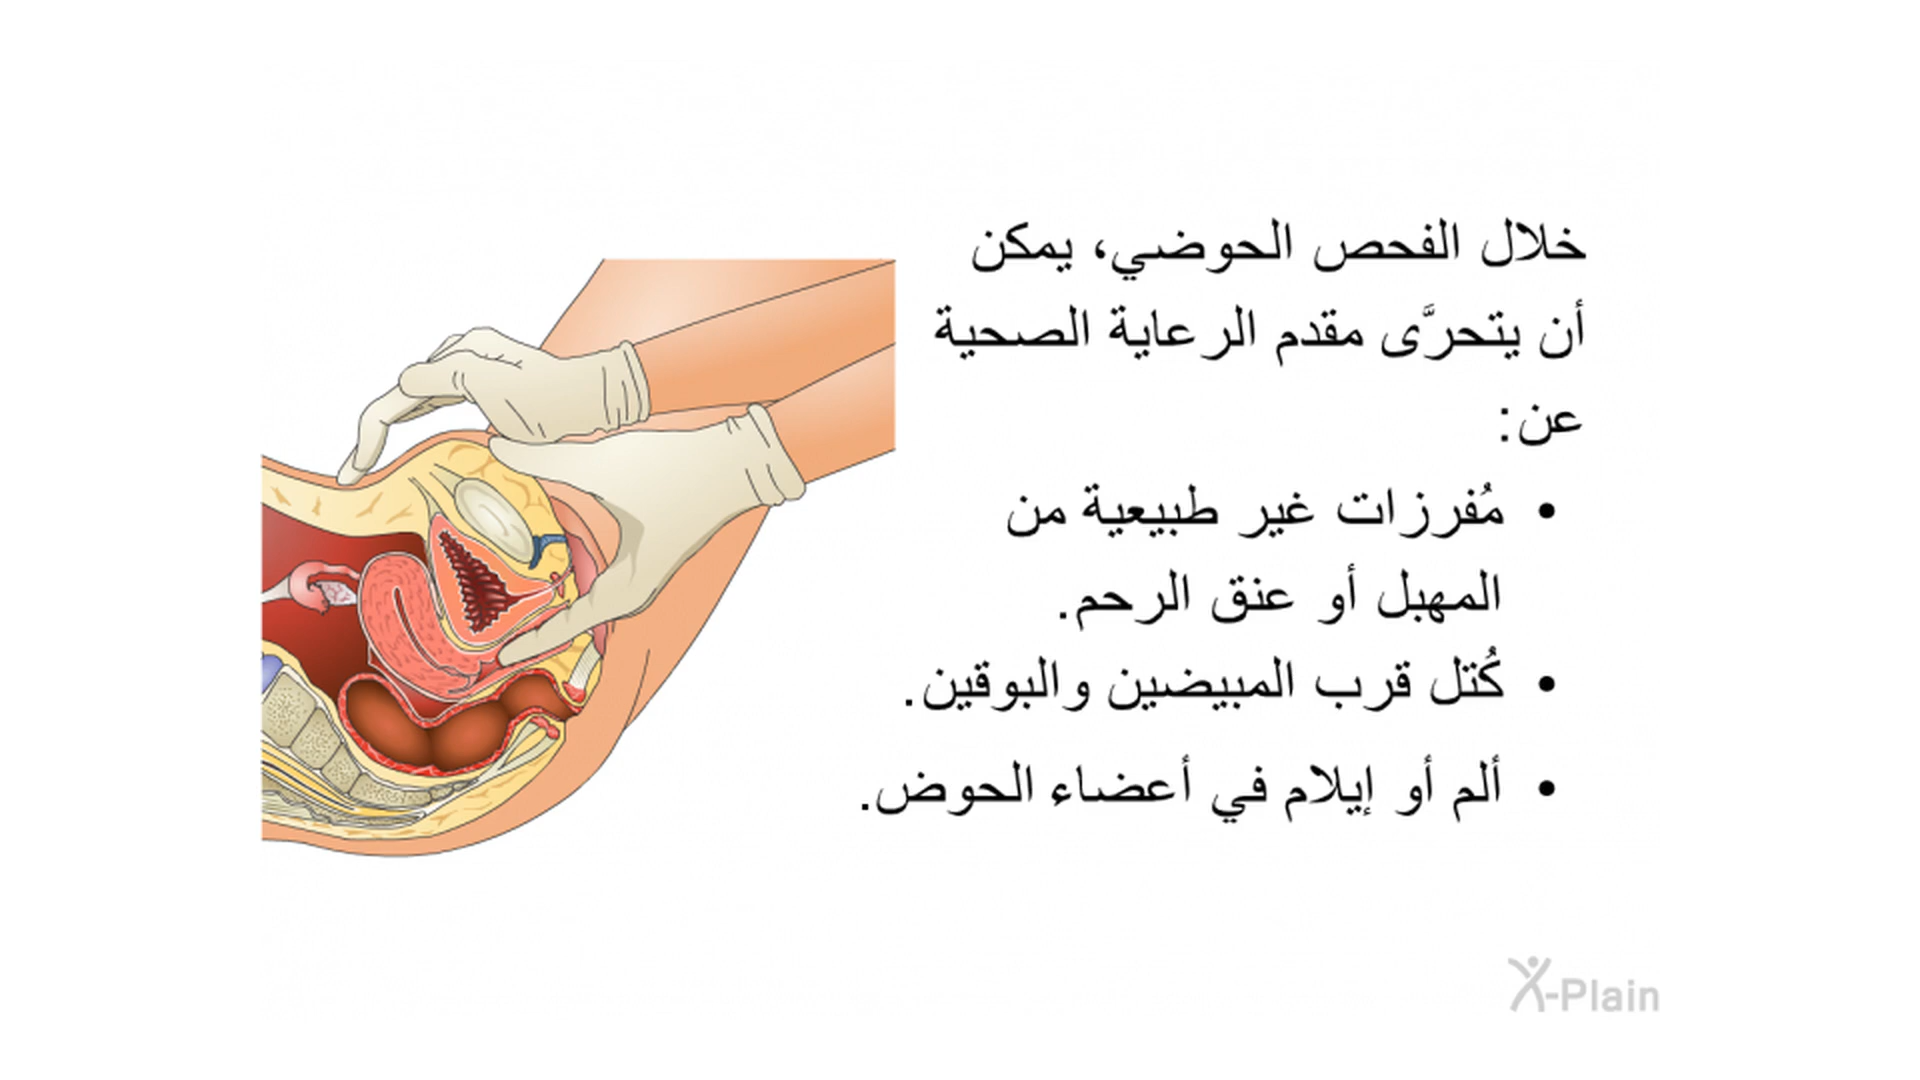 خلال الفحص الحوضي، يمكن
أن يتحرَّى مقدم الرعاية الصحية
عن:
• مُفرزات غير طبيعية من
المهبل أو عنق الرحم.
• كُتل قرب المبيضين والبوقين.
• ألم أو إيلام في أعضاء الحوض.
X-Plain